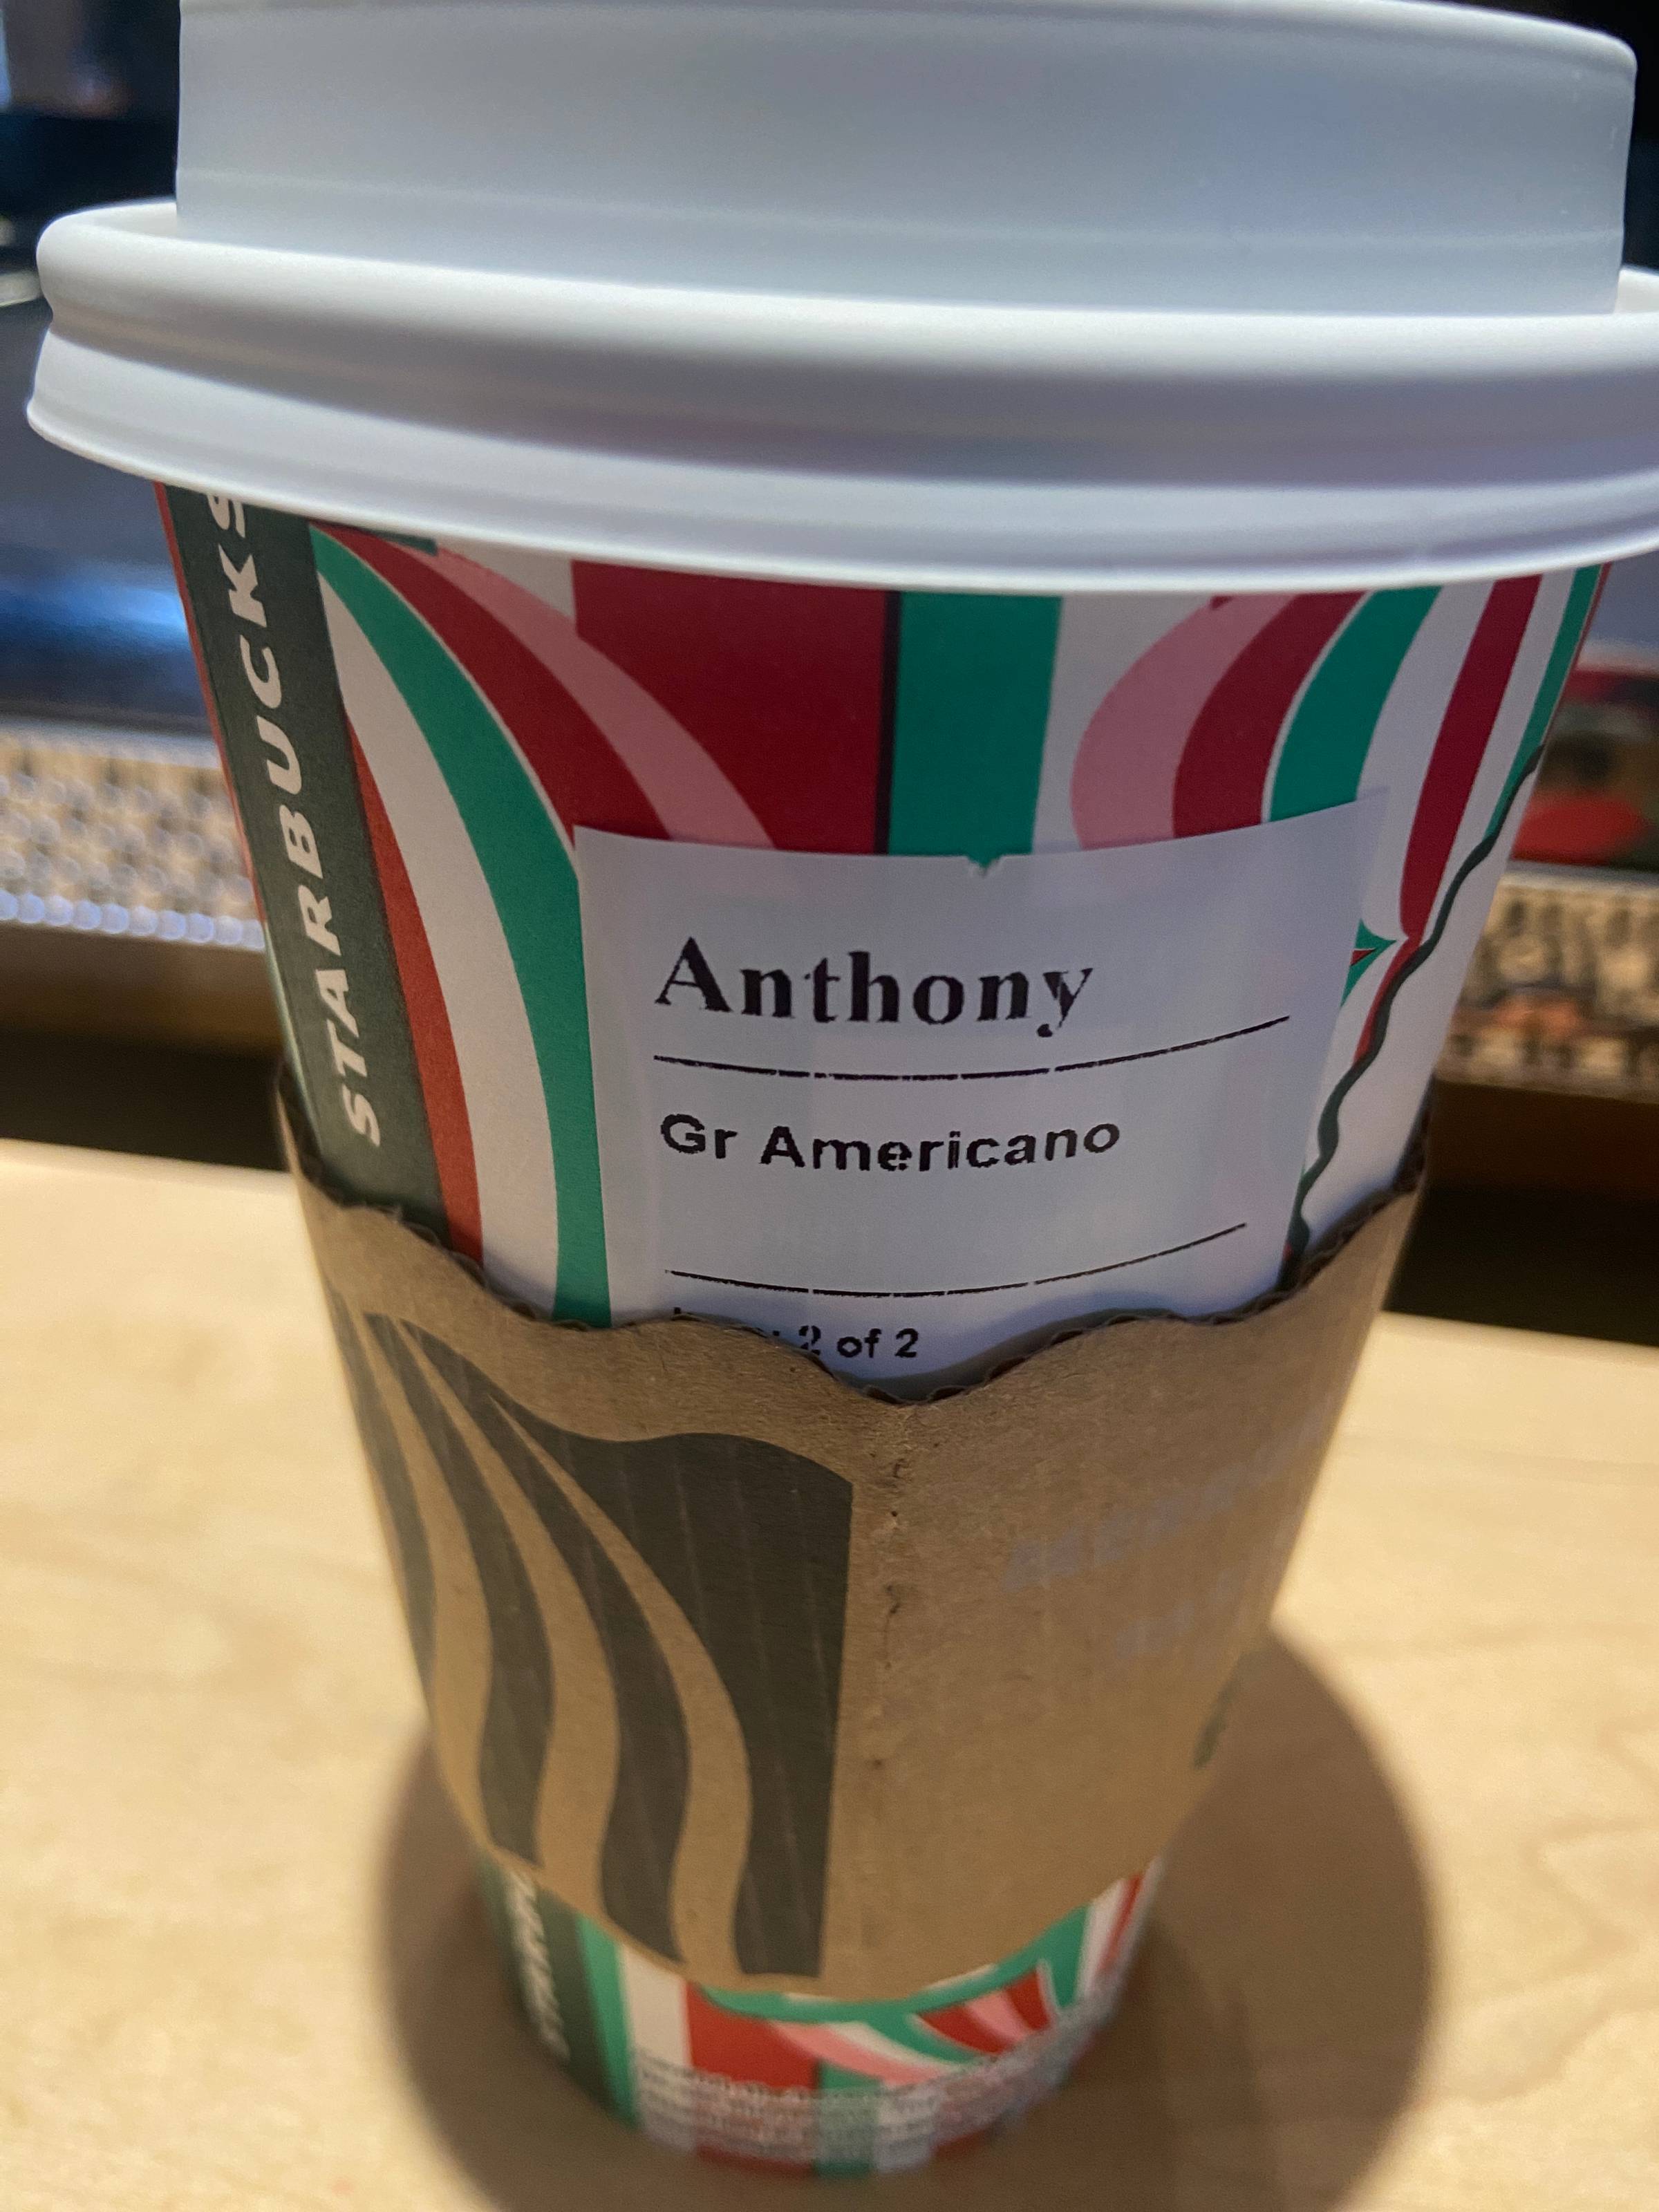 STARBUCKS
Anthony
Gr Americano
2 of 2